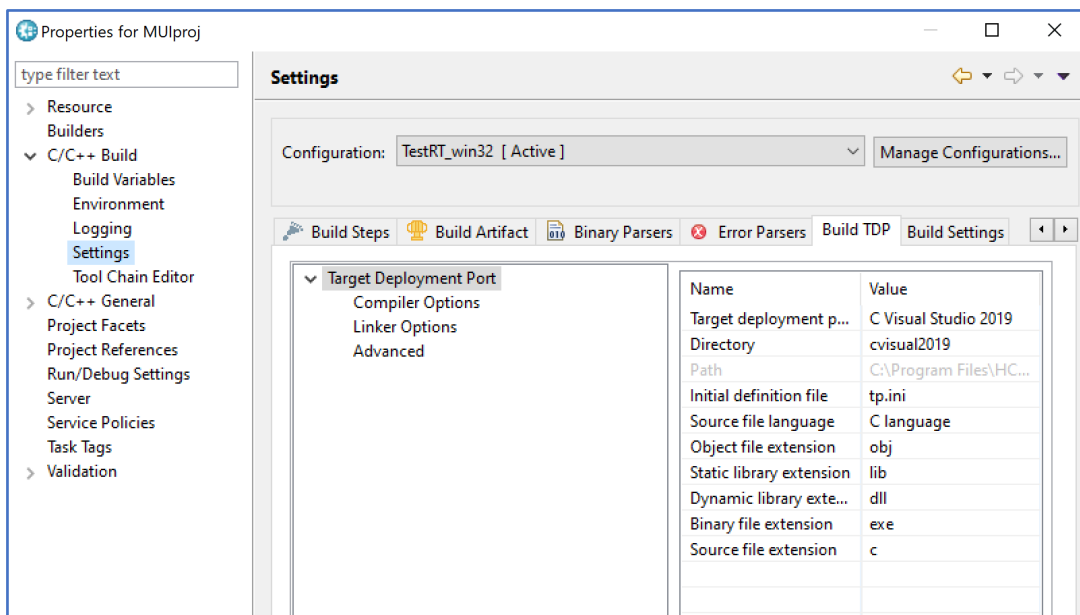 Properties for MUIproj
type filter text
Resource
Builders
C/C++ Build
Build Variables
Environment
Logging
Settings
Tool Chain Editor
C/C++ General
Project Facets
Project References
Run/Debug Settings
Server
Service Policies
Task Tags
Validation
Settings
Configuration: TestRT_win32 [ Active ] Manage Configurations...
Build Steps Build Artifact Binary Parsers Error Parsers Build TDP Build Settings
Target Deployment Port
Compiler Options
Linker Options
Advanced
Name Value
Target deployment p... C Visual Studio 2019
Directory cvisual2019
Path C:\Program Files\HC...
Initial definition file tp.ini
Source file language C language
Object file extension obj
Static library extension lib
Dynamic library exte... dll
Binary file extension exe
Source file extension c